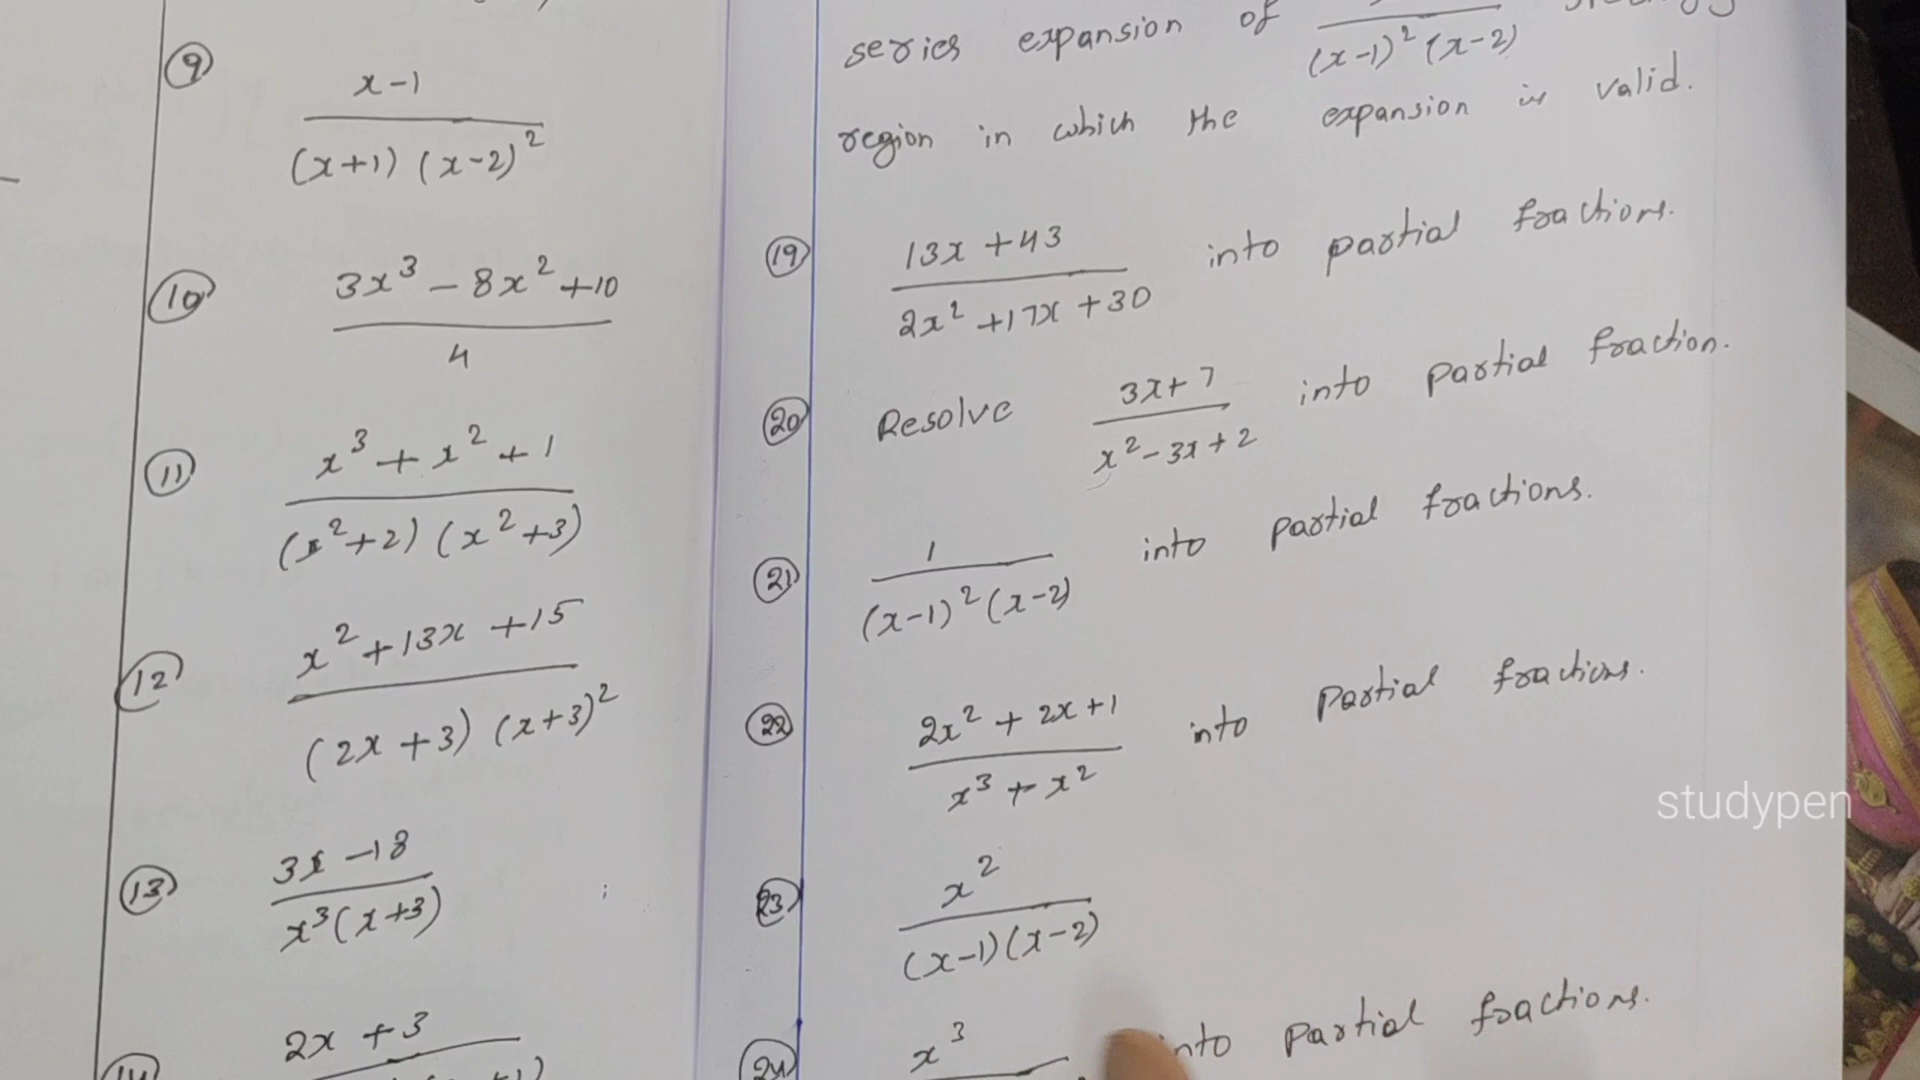 9 x-1 / (x+1) (x-2)^2
10 3x^3 - 8x^2 +10 / 4
11 x^3 + x^2 + 1 / (x^2+2) (x^2+3)
12 x^2 +13x +15 / (2x +3) (x+3)^2
13 3x -18 / x^3(x+3)
14 2x +3
series expansion of / (x-1)^2 (x-2)
region in which the expansion is valid.
19 13x +43 / 2x^2 +17x +30 into partial fractions.
20 Resolve 3x+7 / x^2-3x+2 into partial fraction.
21 1 / (x-1)^2 (x-2) into partial fractions.
22 2x^2 + 2x +1 / x^3 + x^2 into partial fractions.
23 x^2 / (x-1)(x-2)
24 x^3 into partial fractions.
studypen